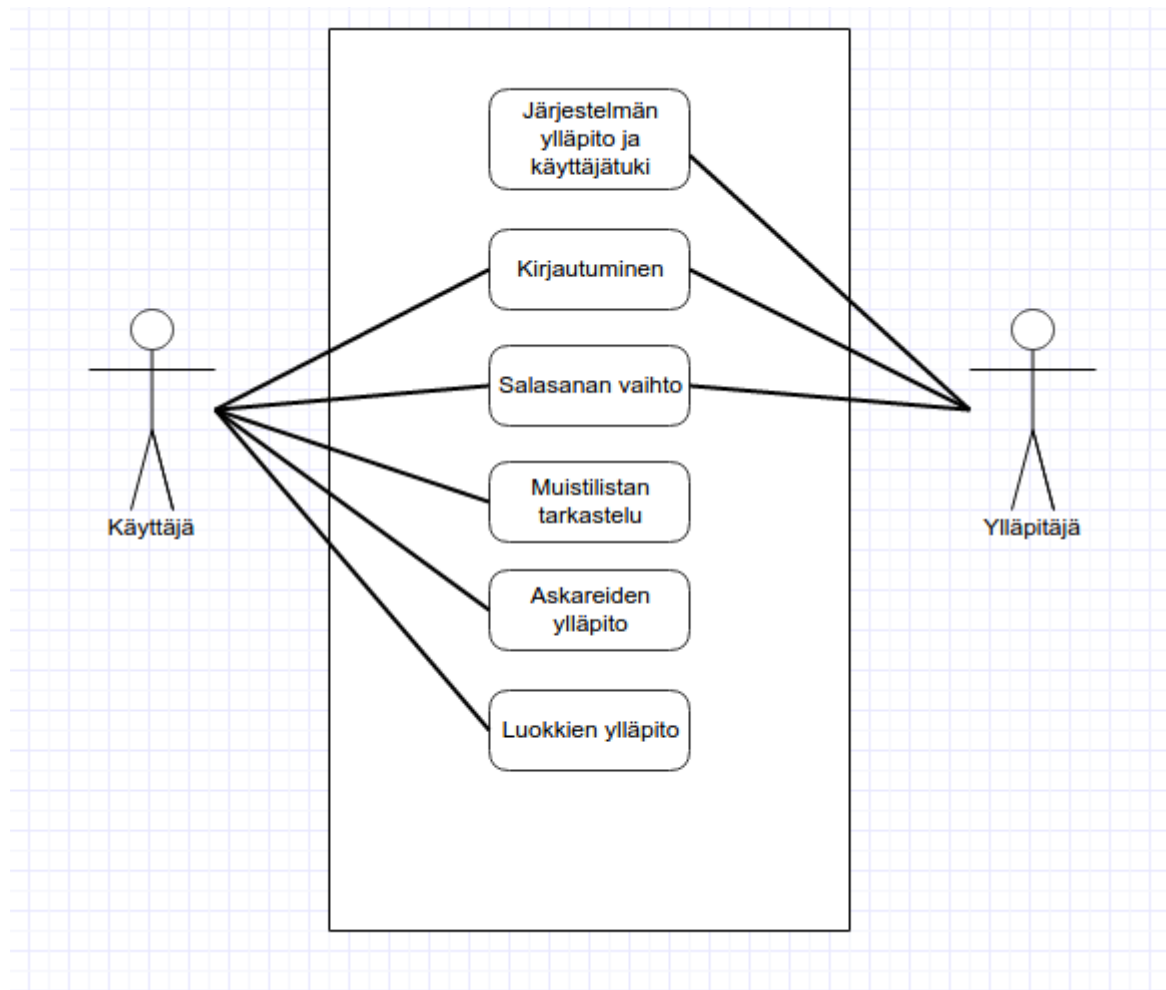 Järjestelmän
ylläpito ja
käyttäjätuki
Kirjautuminen
Salasanan vaihto
Muistilistan
tarkastelu
Askareiden
ylläpito
Luokkien ylläpito
Käyttäjä
Ylläpitäjä